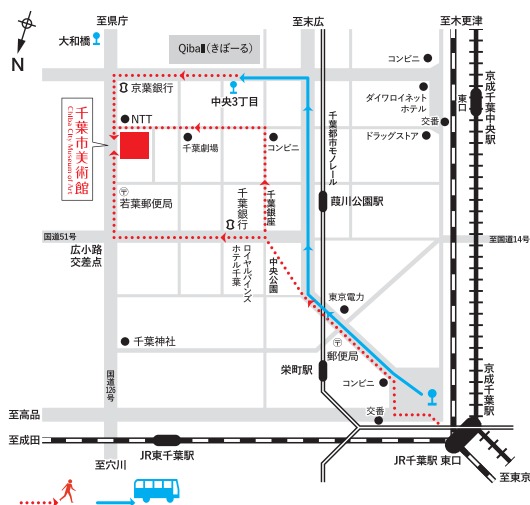 至県庁
至末広
至木更津
大和橋
Qiball（きぼーる）
コンビニ
京葉銀行
中央3丁目
ダイワロイネット
ホテル
東口
京成千葉中央駅
NTT
交番
千葉市美術館
Chiba City Museum of Art
千葉劇場
コンビニ
千葉都市モノレール
ドラッグストア
若葉郵便局
千葉銀行
千葉銀座
葭川公園駅
国道51号
至国道14号
広小路
交差点
ロイヤルパインズ
ホテル千葉
中央公園
東京電力
千葉神社
郵便局
栄町駅
コンビニ
京成千葉駅
国道
126
号
至高品
交番
至成田
至穴川
JR東千葉駅
JR千葉駅 東口
至東京
N